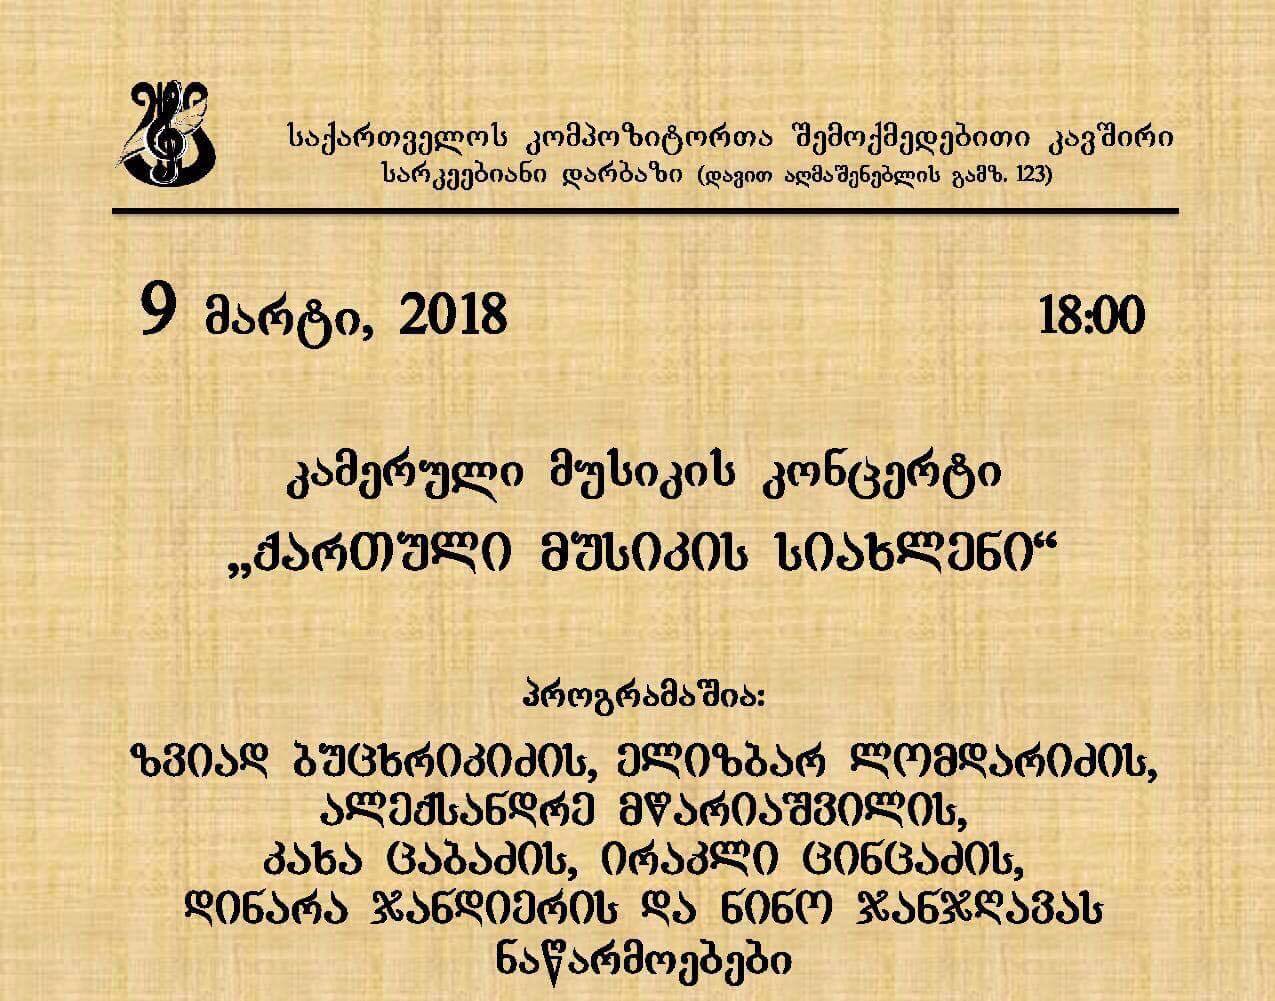 საქართველოს კომპოზიტორთა შემოქმედებითი კავშირი
სარკეებიანი დარბაზი (დავით აღმაშენებლის გამზ. 123)
9 მარტი, 2018 18:00
კამერული მუსიკის კონცერტი
„ქართული მუსიკის სიახლენი“
პროგრამაშია:
ზვიად ბუცხრიკიძის, ელიზბარ ლომდარიძის,
ალექსანდრე მწარიაშვილის,
კახა ცაბაძის, ირაკლი ცინცაძის,
დინარა ჯანდიერის და ნინო ჯანჯღავას
ნაწარმოებები